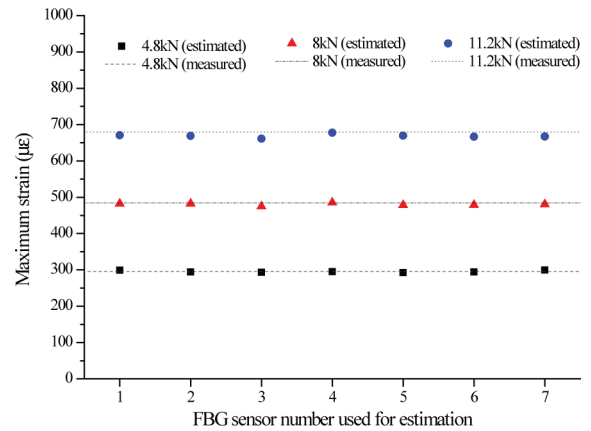 1000
900
800
700
600
500
400
300
200
100
0
Maximum strain (με)
4.8kN (estimated) 8kN (estimated) 11.2kN (estimated)
4.8kN (measured) 8kN (measured) 11.2kN (measured)
1 2 3 4 5 6 7
FBG sensor number used for estimation